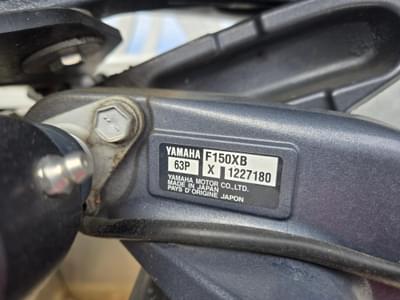 YAMAHA F150XB
63P X 1227180
YAMAHA MOTOR CO.,LTD.
MADE IN JAPAN
PAYS D'ORIGINE JAPON